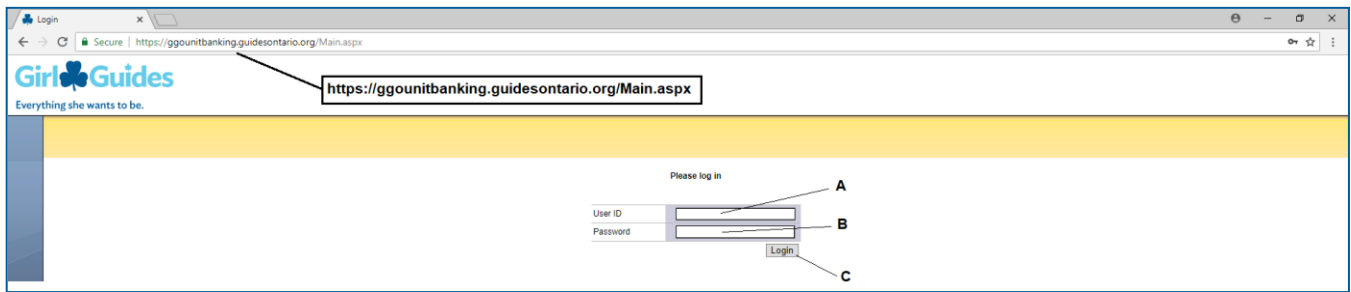 Login
Secure | https://ggounitbanking.guidesontario.org/Main.aspx
Girl Guides
Everything she wants to be.
https://ggounitbanking.guidesontario.org/Main.aspx
Please log in
A
User ID
Password
B
Login
C